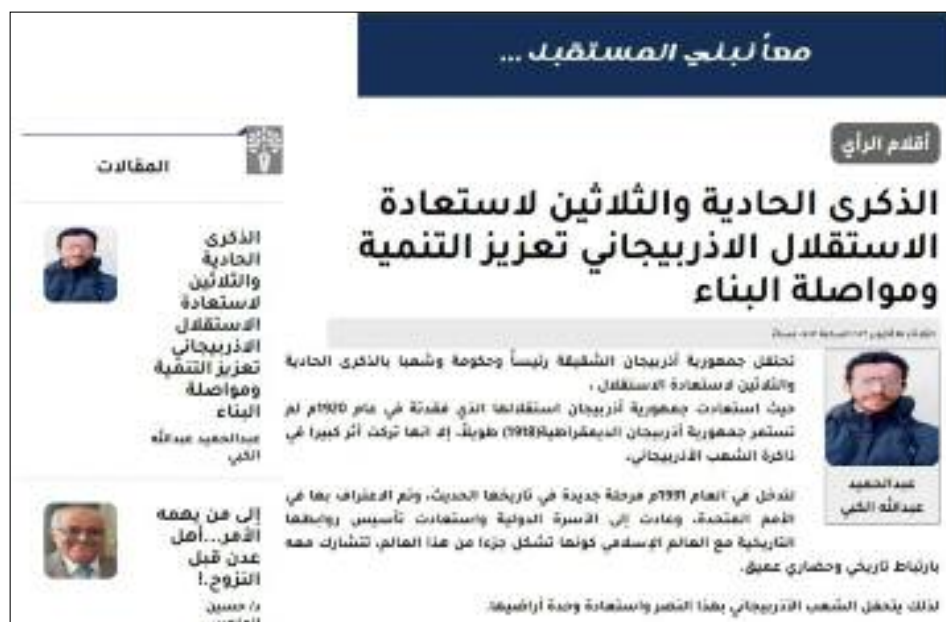 معاً نبني المستقبل ...
أقلام الرأي
الذكرى الحادية والثلاثين لاستعادة
الاستقلال الاذربيجاني تعزيز التنمية
ومواصلة البناء
تحتفل جمهورية أذربيجان الشقيقة رئيساً وحكومة وشعبا بالذكرى الحادية
والثلاثين لاستعادة الاستقلال .
حيث استعادت جمهورية أذربيجان استقلالها الذي فقدتة في عام 1920م لم
تستمر جمهورية أذربيجان الديمقراطية(1918) طويلاً، إلا انها تركت أثر كبيرا في
ذاكرة الشعب الأذربيجاني.
لتدخل في العام 1991م مرحلة جديدة في تاريخها الحديث، وتم الاعتراف بها في
الأمم المتحدة، وعادت إلى الأسرة الدولية واستعادت تأسيس روابطها
التاريخية مع العالم الإسلامي كونها تشكل جزءا من هذا العالم، تتشارك معه
بارتباط تاريخي وحضاري عميق.
لذلك يتحفل الشعب الآذربيجاني بهذا النصر واستعادة وحدة أراضيها.
عبدالحميد
عبدالله الكبي
المقالات
الذكرى
الحادية
والثلاثين
لاستعادة
الاستقلال
الاذربيجاني
تعزيز التنمية
ومواصلة
البناء
عبدالحميد عبدالله
الكبي
إلى من يهمه
الأمر...أهل
عدن قبل
النزوح.!
د/ حسين